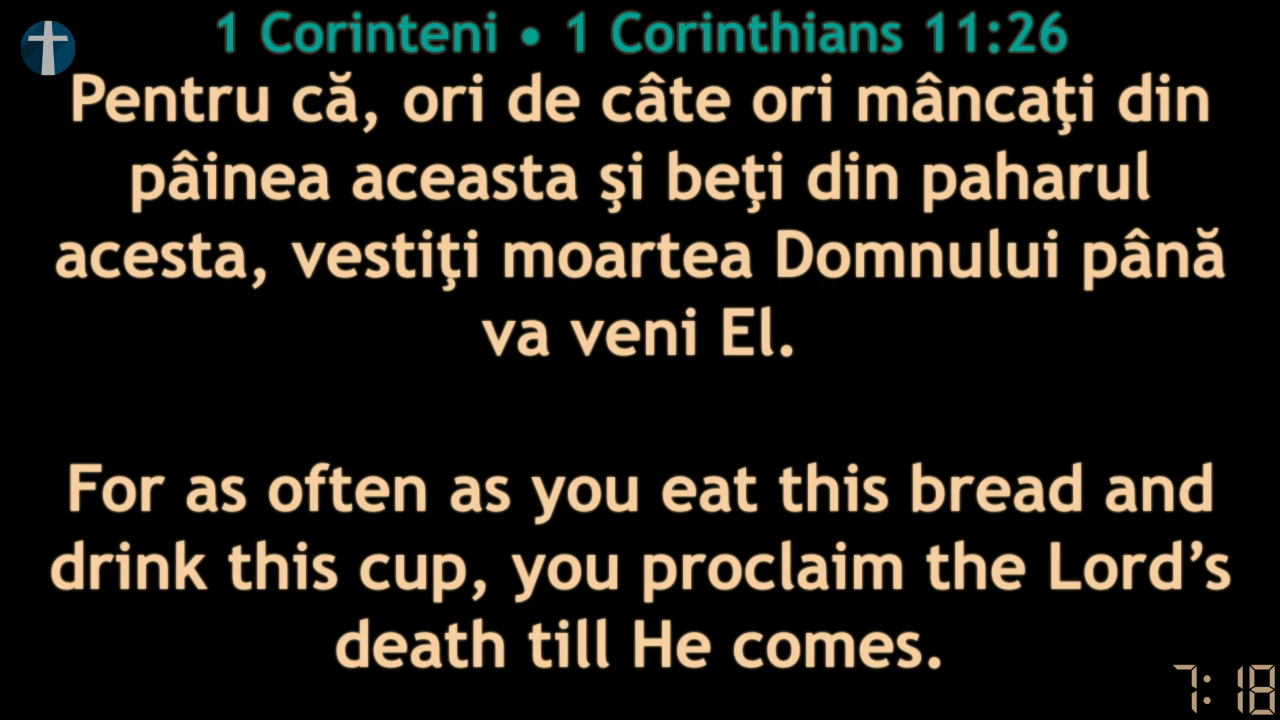 1 Corinteni • 1 Corinthians 11:26
Pentru că, ori de câte ori mâncaţi din
pâinea aceasta şi beţi din paharul
acesta, vestiţi moartea Domnului până
va veni El.
For as often as you eat this bread and
drink this cup, you proclaim the Lord’s
death till He comes.
7:18